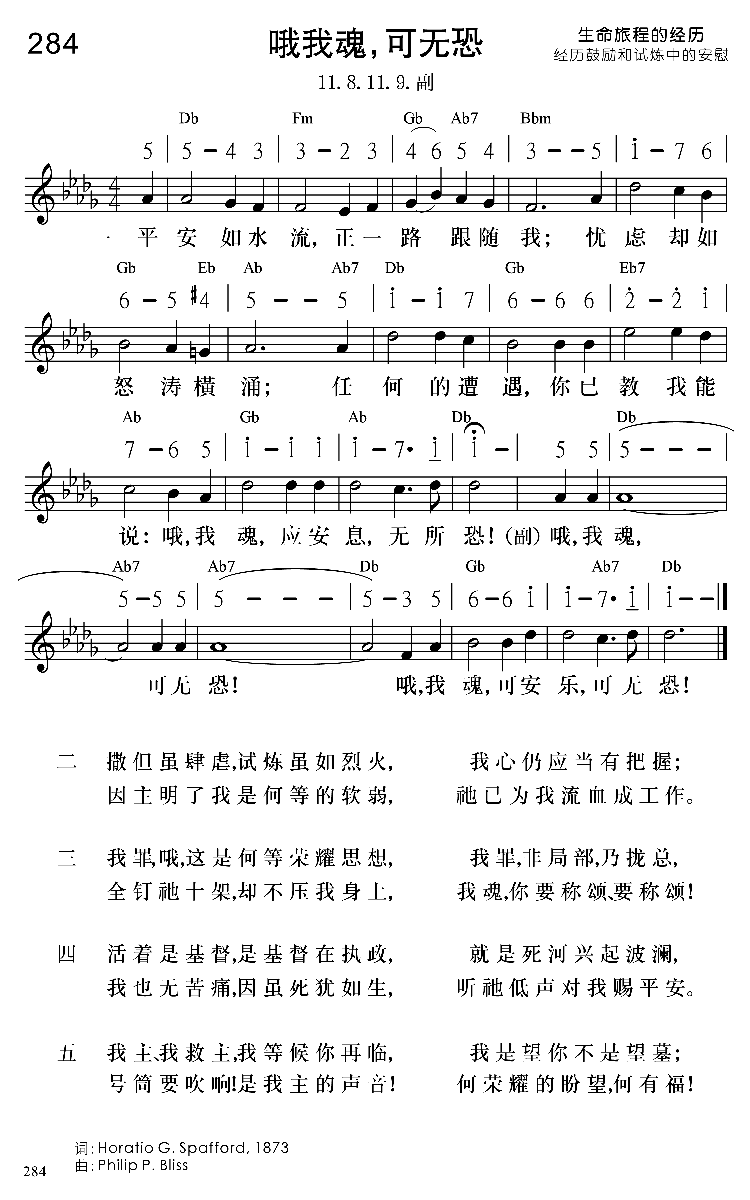 284
哦我魂,可无恐
生命旅程的经历
经历鼓励和试炼中的安慰
11. 8. 11. 9. 副
Db Fm Gb Ab7 Bbm
5 | 5 – 4 3 | 3 – 2 3 | 4 6 5 4 | 3 – – 5 | i – 7 6 |
4 4
平安如水流,正一路跟随我;忧虑却如
Gb Eb Ab Ab7 Db Gb Eb7
6 – 5 #4 | 5 – – 5 | i – i 7 | 6 – 6 6 | 2 – 2 i |
怒涛横涌;任何的遭遇,你已教我能
Ab Gb Ab Db Db
7 – 6 5 | i – i i | i – 7· i | i – 5 5 | 5 – – – |
说:哦,我魂,应安息,无所恐!(副)哦,我魂,
Ab7 Ab7 Db Gb Ab7 Db
5 – 5 5 | 5 – – – | 5 – 3 5 | 6 – 6 i | i – 7· i | i – –
可无恐!哦,我魂,可安乐,可无恐!
二 撒但虽肆虐,试炼虽如烈火, 我心仍应当有把握;
因主明了我是何等的软弱, 祂已为我流血成工作。
三 我罪,哦,这是何等荣耀思想, 我罪,非局部,乃拢总,
全钉祂十架,却不压我身上, 我魂,你要称颂、要称颂!
四 活着是基督,是基督在执政, 就是死河兴起波澜,
我也无苦痛,因虽死犹如生, 听祂低声对我赐平安。
五 我主、我救主,我等候你再临, 我是望你不是望墓;
号筒要吹响!是我主的声音! 何荣耀的盼望,何有福!
词: Horatio G. Spafford, 1873
曲: Philip P. Bliss
284